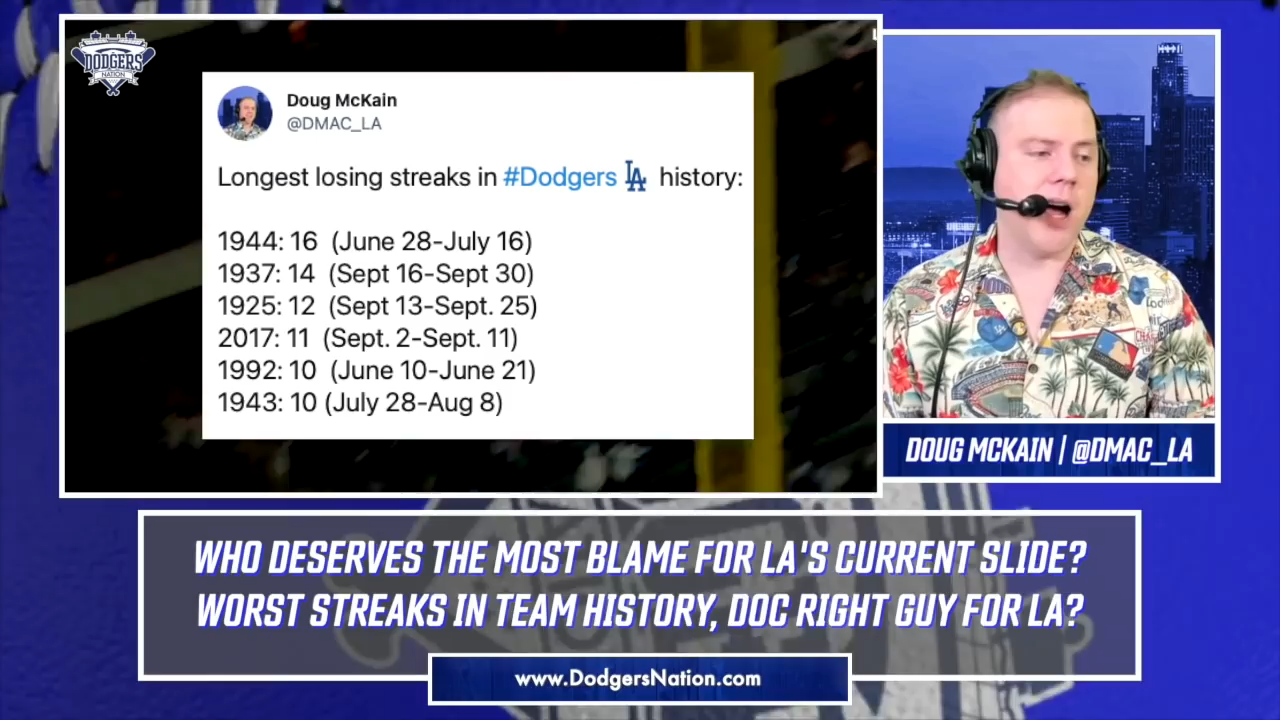 DODGERS
NATION
Doug McKain
@DMAC_LA
Longest losing streaks in #Dodgers LA history:
1944: 16 (June 28-July 16)
1937: 14 (Sept 16-Sept 30)
1925: 12 (Sept 13-Sept. 25)
2017: 11 (Sept. 2-Sept. 11)
1992: 10 (June 10-June 21)
1943: 10 (July 28-Aug 8)
DOUG MCKAIN | @DMAC_LA
WHO DESERVES THE MOST BLAME FOR LA'S CURRENT SLIDE?
WORST STREAKS IN TEAM HISTORY, DOC RIGHT GUY FOR LA?
www.DodgersNation.com